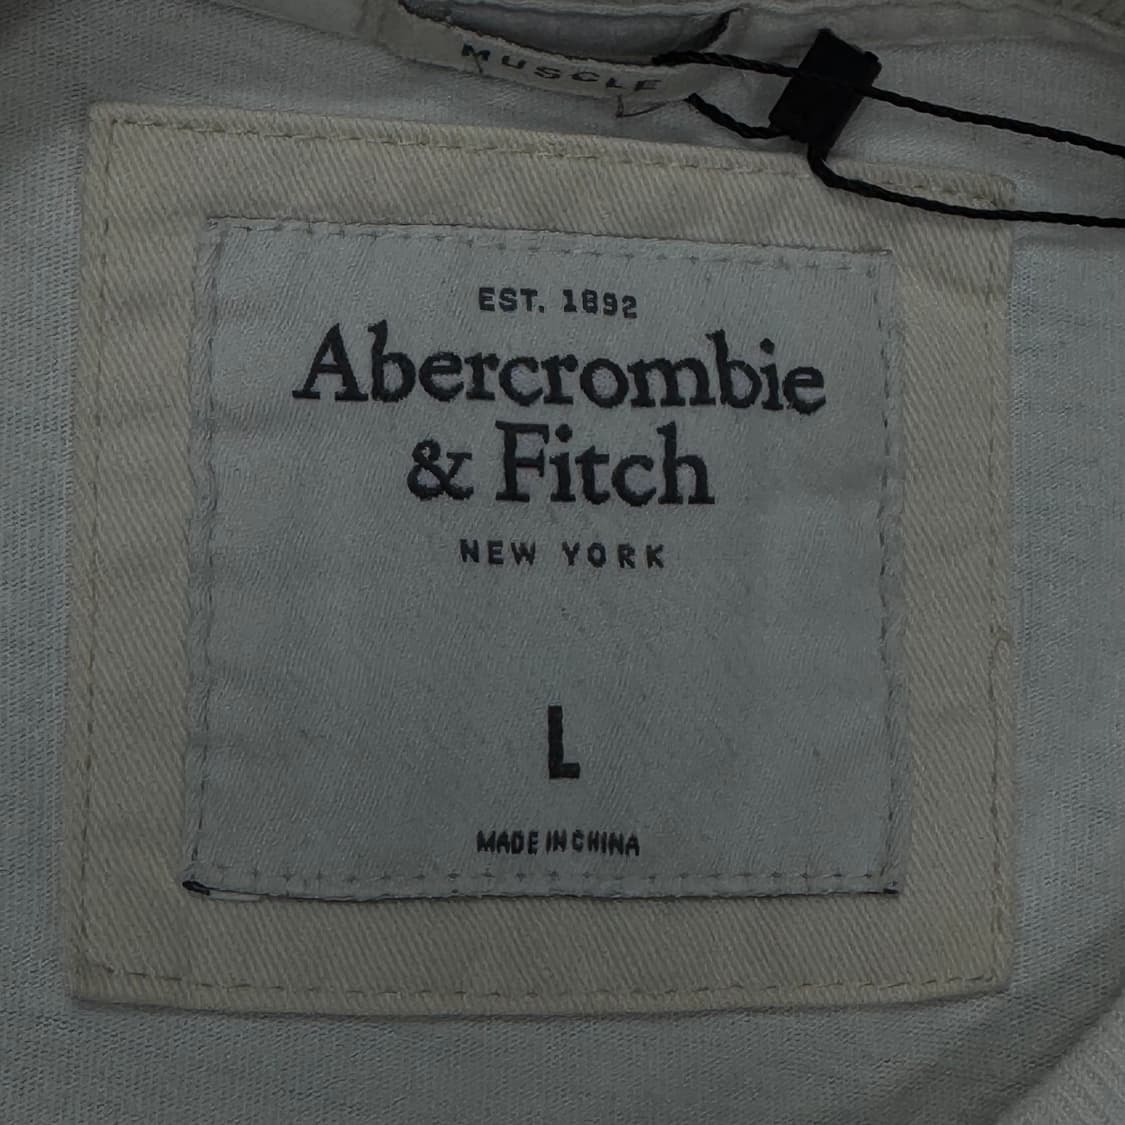 MUSCLE
EST. 1892
Abercrombie
& Fitch
NEW YORK
L
MADE IN CHINA